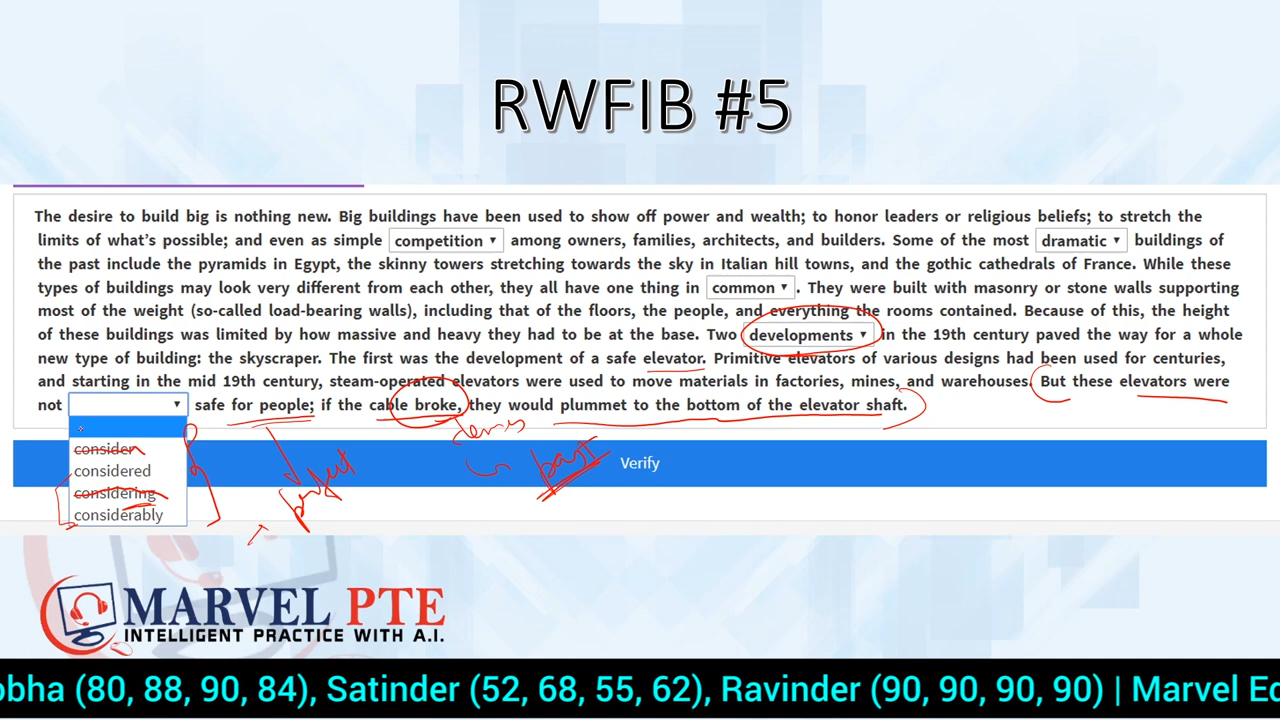 RWFIB #5
The desire to build big is nothing new. Big buildings have been used to show off power and wealth; to honor leaders or religious beliefs; to stretch the
limits of what's possible; and even as simple competition ▼ among owners, families, architects, and builders. Some of the most dramatic ▼ buildings of
the past include the pyramids in Egypt, the skinny towers stretching towards the sky in Italian hill towns, and the gothic cathedrals of France. While these
types of buildings may look very different from each other, they all have one thing in common ▼ . They were built with masonry or stone walls supporting
most of the weight (so-called load-bearing walls), including that of the floors, the people, and everything the rooms contained. Because of this, the height
of these buildings was limited by how massive and heavy they had to be at the base. Two developments ▼ in the 19th century paved the way for a whole
new type of building: the skyscraper. The first was the development of a safe elevator. Primitive elevators of various designs had been used for centuries,
and starting in the mid 19th century, steam-operated elevators were used to move materials in factories, mines, and warehouses. But these elevators were
not ▼ safe for people; if the cable broke, they would plummet to the bottom of the elevator shaft.
consider
considered
considering
considerably
Verify
MARVEL PTE
INTELLIGENT PRACTICE WITH A.I.
obha (80, 88, 90, 84), Satinder (52, 68, 55, 62), Ravinder (90, 90, 90, 90) | Marvel Ed